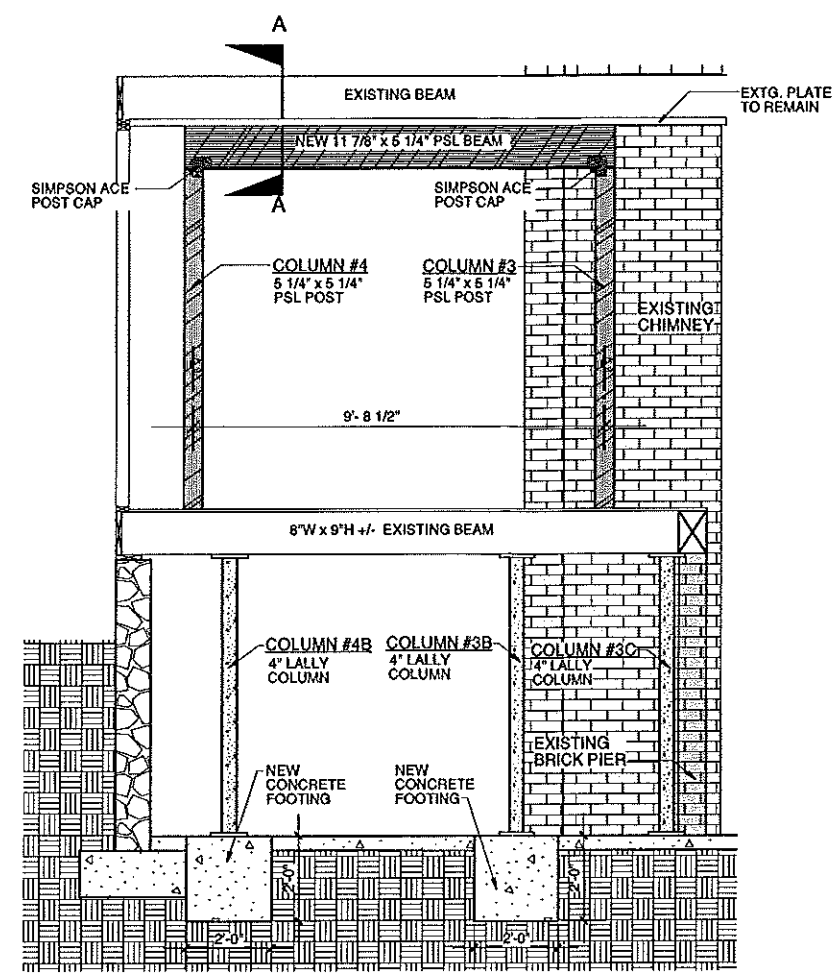 A
EXISTING BEAM
EXTG. PLATE
TO REMAIN
NEW 11 7/8" x 5 1/4" PSL BEAM
SIMPSON ACE
POST CAP
SIMPSON ACE
POST CAP
A
COLUMN #4
5 1/4" x 5 1/4"
PSL POST
COLUMN #3
5 1/4" x 5 1/4"
PSL POST
EXISTING
CHIMNEY
9'- 8 1/2"
8"W x 9"H +/- EXISTING BEAM
COLUMN #4B
4" LALLY
COLUMN
COLUMN #3B
4" LALLY
COLUMN
COLUMN #3C
4" LALLY
COLUMN
EXISTING
BRICK PIER
NEW
CONCRETE
FOOTING
NEW
CONCRETE
FOOTING
2'-0"
2'-0"
2'-0"
2'-0"